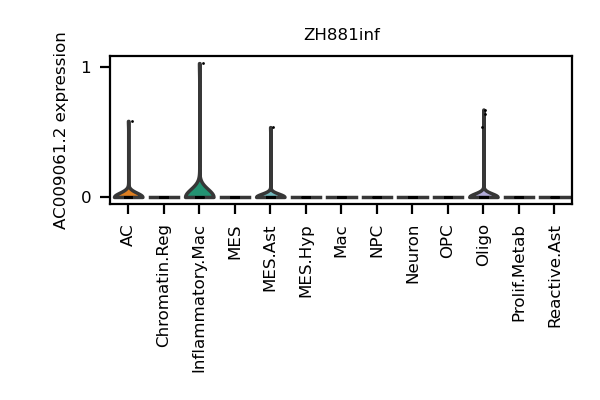 ZH881inf
AC009061.2 expression
1
0
AC
Chromatin.Reg
Inflammatory.Mac
MES
MES.Ast
MES.Hyp
Mac
NPC
Neuron
OPC
Oligo
Prolif.Metab
Reactive.Ast